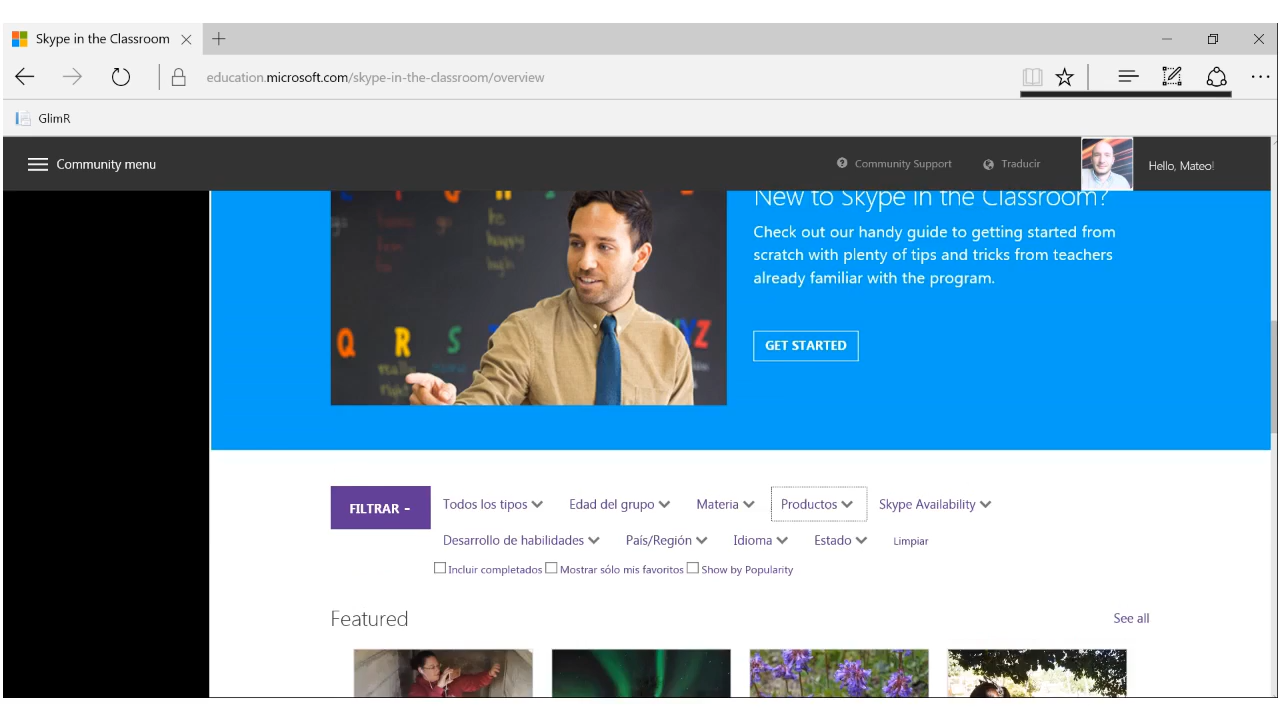 Skype in the Classroom
education.microsoft.com/skype-in-the-classroom/overview
GlimR
Community menu
Community Support
Traducir
Hello, Mateo!
New to Skype in the Classroom?
Check out our handy guide to getting started from
scratch with plenty of tips and tricks from teachers
already familiar with the program.
GET STARTED
he
happy
Q R S
Z
FILTRAR -
Todos los tipos Edad del grupo Materia Productos Skype Availability
Desarrollo de habilidades País/Región Idioma Estado Limpiar
Incluir completados Mostrar sólo mis favoritos Show by Popularity
Featured
See all